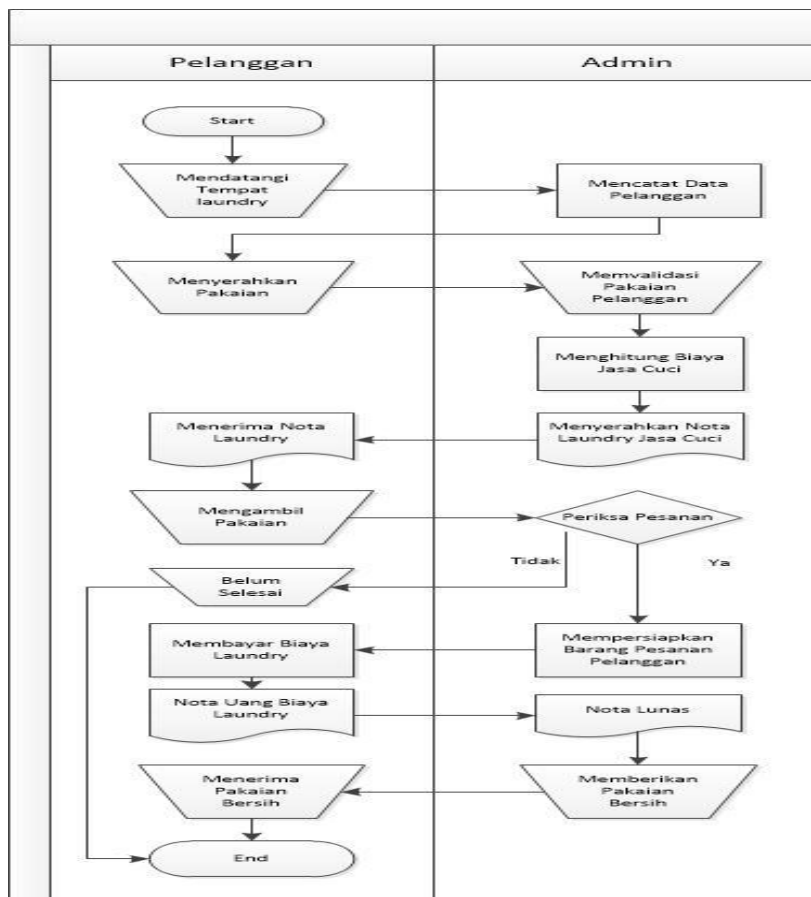 Pelanggan
Admin
Start
Mendatangi
Tempat
laundry
Mencatat Data
Pelanggan
Menyerahkan
Pakaian
Memvalidasi
Pakaian
Pelanggan
Menghitung Biaya
Jasa Cuci
Menerima Nota
Laundry
Menyerahkan Nota
Laundry Jasa Cuci
Mengambil
Pakaian
Periksa Pesanan
Tidak
Ya
Belum
Selesai
Membayar Biaya
Laundry
Mempersiapkan
Barang Pesanan
Pelanggan
Nota Uang Biaya
Laundry
Nota Lunas
Menerima
Pakaian
Bersih
Memberikan
Pakaian
Bersih
End